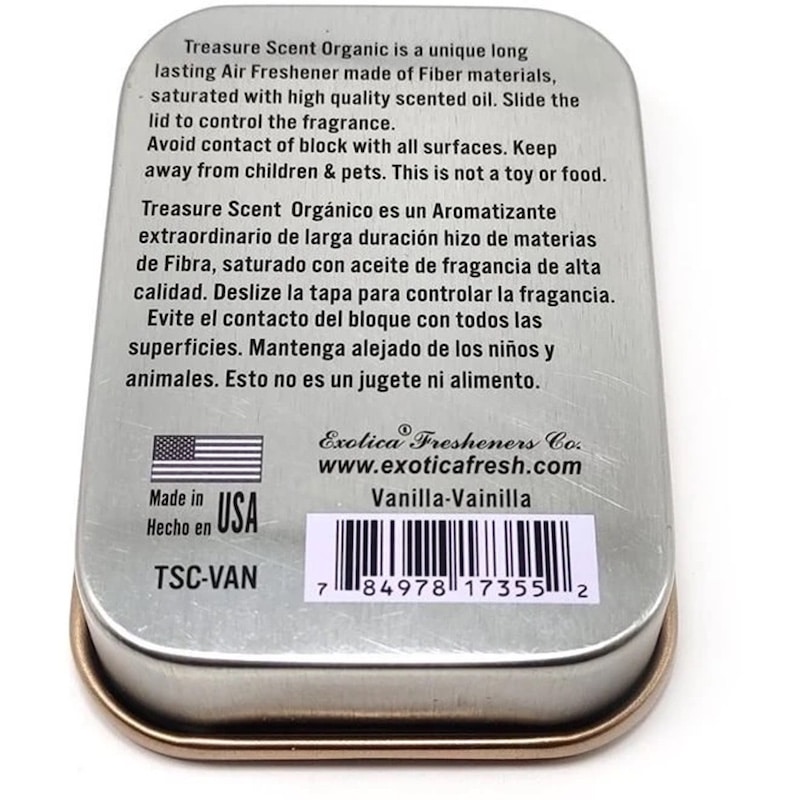 Treasure Scent Organic is a unique long
lasting Air Freshener made of Fiber materials,
saturated with high quality scented oil. Slide the
lid to control the fragrance.
Avoid contact of block with all surfaces. Keep
away from children & pets. This is not a toy or food.
Treasure Scent Orgánico es un Aromatizante
extraordinario de larga duración hizo de materias
de Fibra, saturado con aceite de fragancia de alta
calidad. Deslize la tapa para controlar la fragancia.
Evite el contacto del bloque con todos las
superficies. Mantenga alejado de los niños y
animales. Esto no es un jugete ni alimento.
Exotica® Fresheners Co.
www.exoticafresh.com
Made in
Hecho en USA
Vanilla-Vainilla
TSC-VAN
7 84978 17355 2